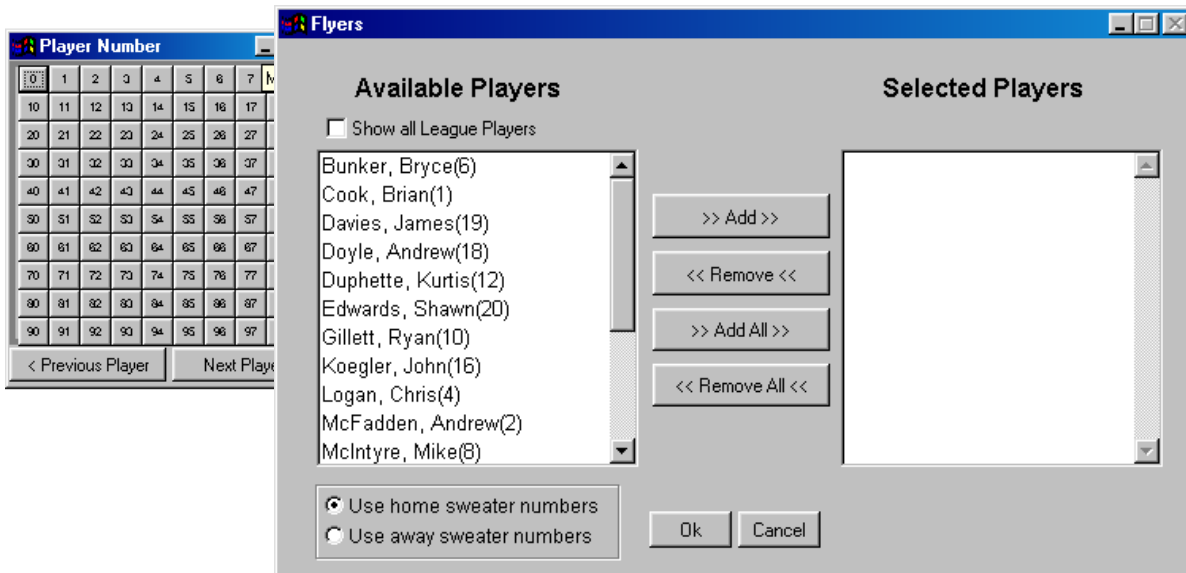 Player Number
0 1 2 3 4 5 6 7
10 11 12 13 14 15 16 17
20 21 22 23 24 25 26 27
30 31 32 33 34 35 36 37
40 41 42 43 44 45 46 47
50 51 52 53 54 55 56 57
60 61 62 63 64 65 66 67
70 71 72 73 74 75 76 77
80 81 82 83 84 85 86 87
90 91 92 93 94 95 96 97
< Previous Player Next Playe
Flyers
Available Players
Show all League Players
Bunker, Bryce(6)
Cook, Brian(1)
Davies, James(19)
Doyle, Andrew(18)
Duphette, Kurtis(12)
Edwards, Shawn(20)
Gillett, Ryan(10)
Koegler, John(16)
Logan, Chris(4)
McFadden, Andrew(2)
McIntyre, Mike(8)
Use home sweater numbers
Use away sweater numbers
>> Add >>
<< Remove <<
>> Add All >>
<< Remove All <<
Ok Cancel
Selected Players